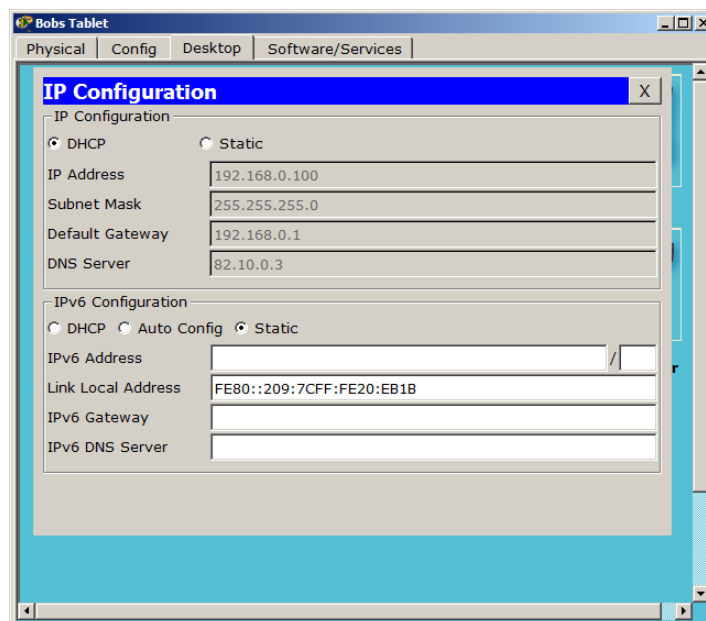 Bobs Tablet
Physical Config Desktop Software/Services
IP Configuration X
IP Configuration
DHCP Static
IP Address 192.168.0.100
Subnet Mask 255.255.255.0
Default Gateway 192.168.0.1
DNS Server 82.10.0.3
IPv6 Configuration
DHCP Auto Config Static
IPv6 Address /
r
Link Local Address FE80::209:7CFF:FE20:EB1B
IPv6 Gateway
IPv6 DNS Server